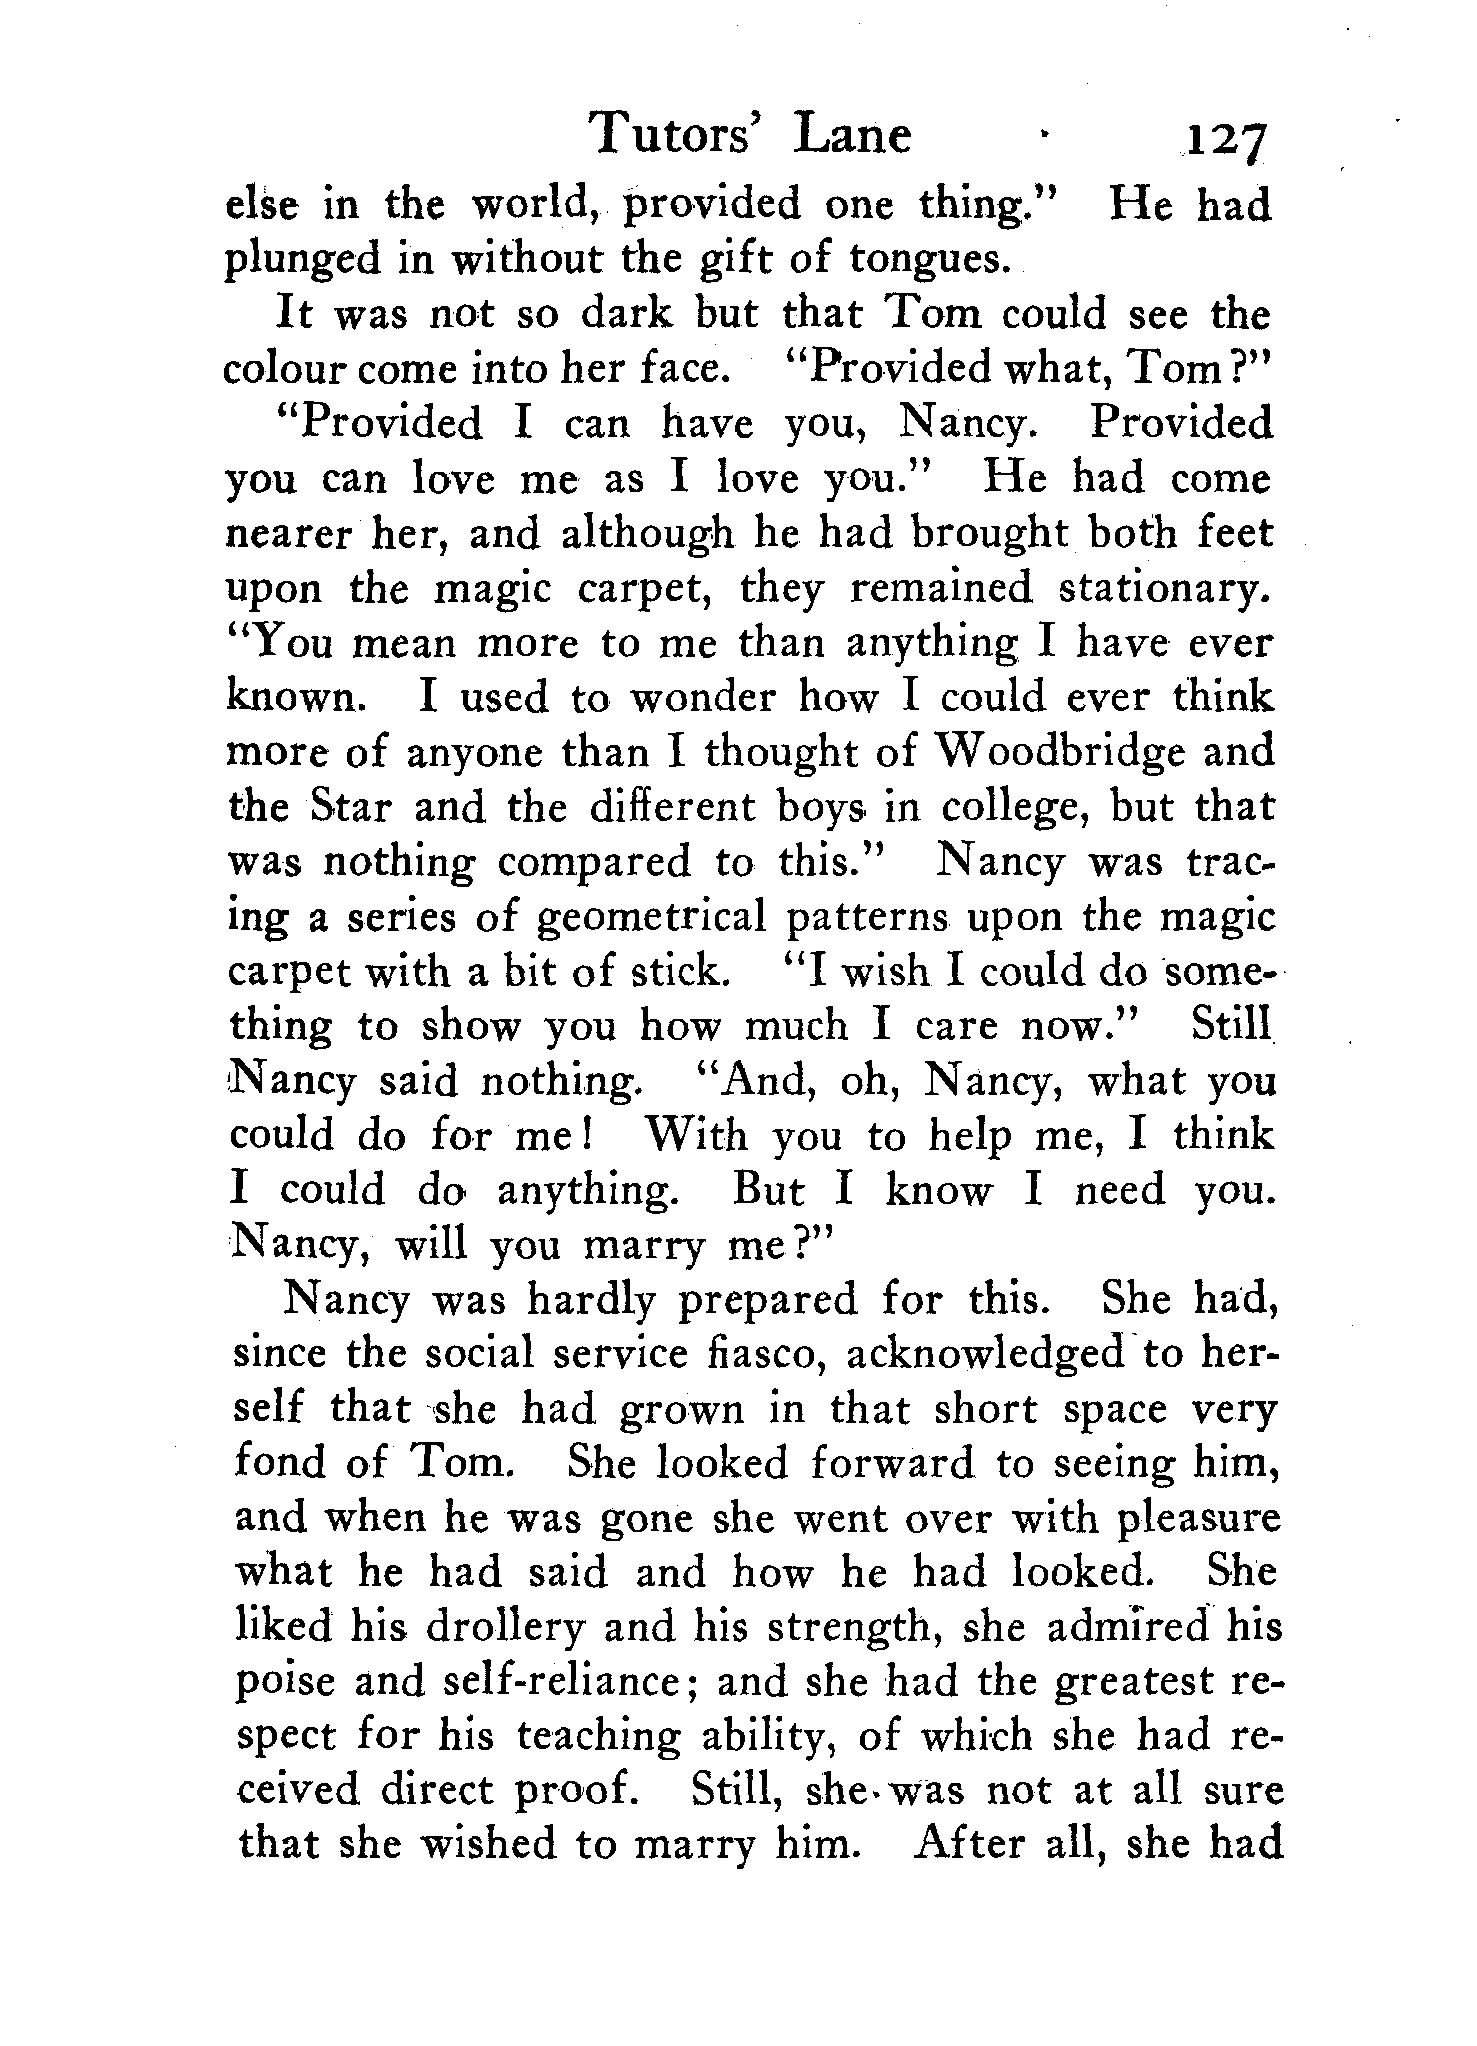 Tutors' Lane 127
else in the world, provided one thing." He had
plunged in without the gift of tongues.
It was not so dark but that Tom could see the
colour come into her face. "Provided what, Tom?"
"Provided I can have you, Nancy. Provided
you can love me as I love you." He had come
nearer her, and although he had brought both feet
upon the magic carpet, they remained stationary.
"You mean more to me than anything I have ever
known. I used to wonder how I could ever think
more of anyone than I thought of Woodbridge and
the Star and the different boys in college, but that
was nothing compared to this." Nancy was trac-
ing a series of geometrical patterns upon the magic
carpet with a bit of stick. "I wish I could do some-
thing to show you how much I care now." Still
Nancy said nothing. "And, oh, Nancy, what you
could do for me! With you to help me, I think
I could do anything. But I know I need you.
Nancy, will you marry me?"
Nancy was hardly prepared for this. She had,
since the social service fiasco, acknowledged to her-
self that she had grown in that short space very
fond of Tom. She looked forward to seeing him,
and when he was gone she went over with pleasure
what he had said and how he had looked. She
liked his drollery and his strength, she admired his
poise and self-reliance; and she had the greatest re-
spect for his teaching ability, of which she had re-
ceived direct proof. Still, she was not at all sure
that she wished to marry him. After all, she had